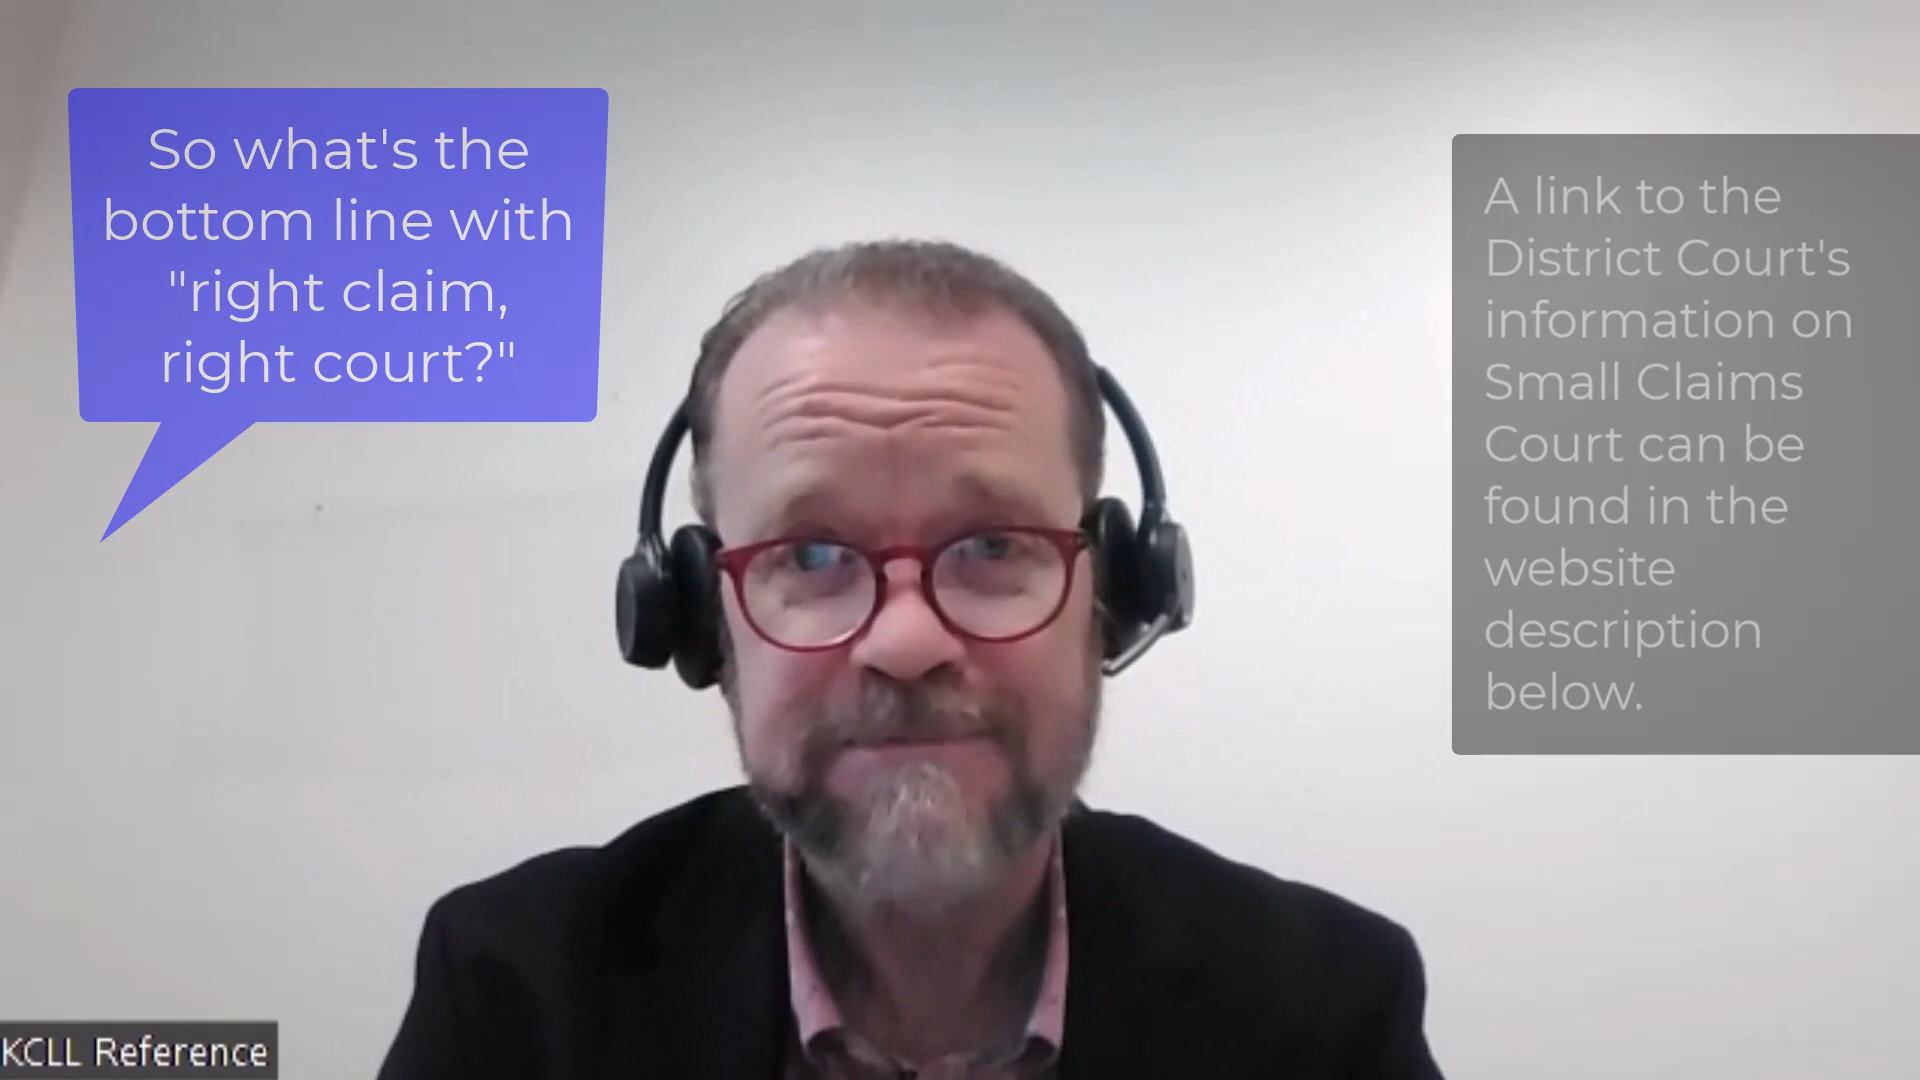 So what's the
bottom line with
"right claim,
right court?"
A link to the
District Court's
information on
Small Claims
Court can be
found in the
website
description
below.
KCLL Reference